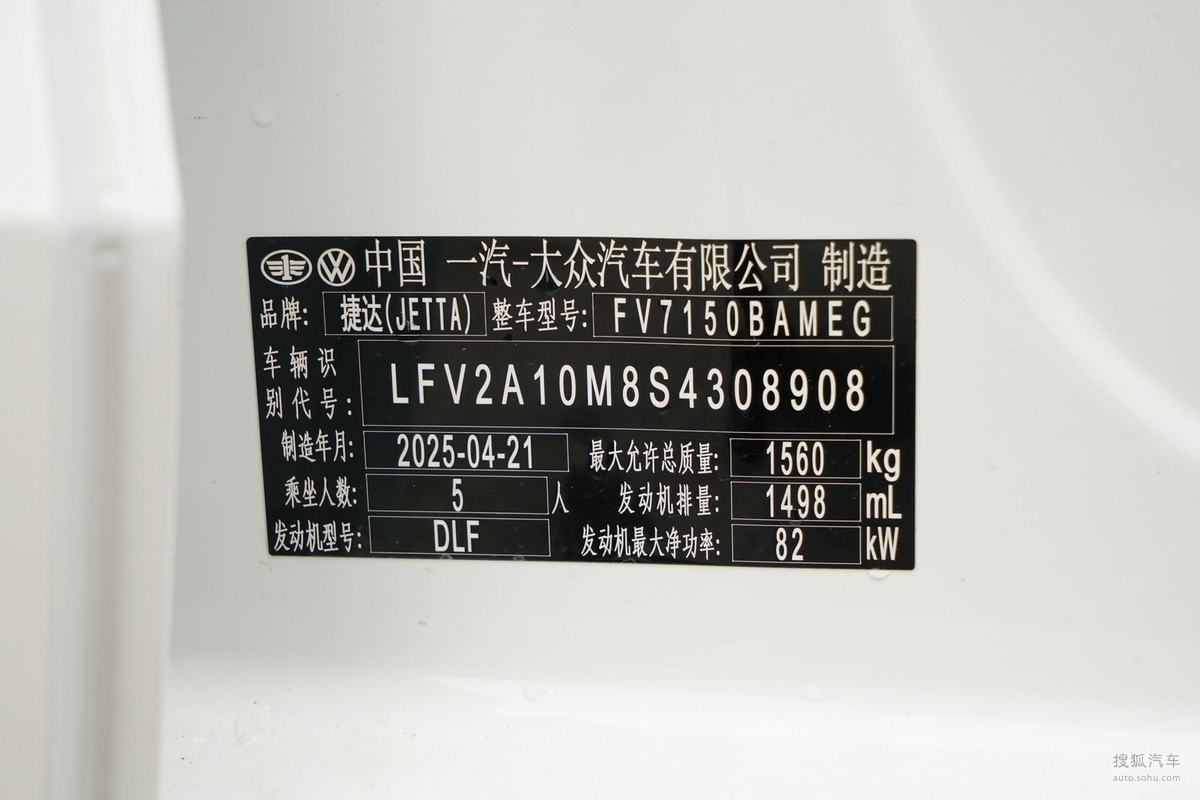 中国 一汽-大众汽车有限公司 制造
品牌: 捷达(JETTA) 整车型号: FV7150BAMEG
车辆识别代号: LFV2A10M8S4308908
制造年月: 2025-04-21 最大允许总质量: 1560 kg
乘坐人数: 5 人 发动机排量: 1498 mL
发动机型号: DLF 发动机最大净功率: 82 kW
搜狐汽车
auto.sohu.com